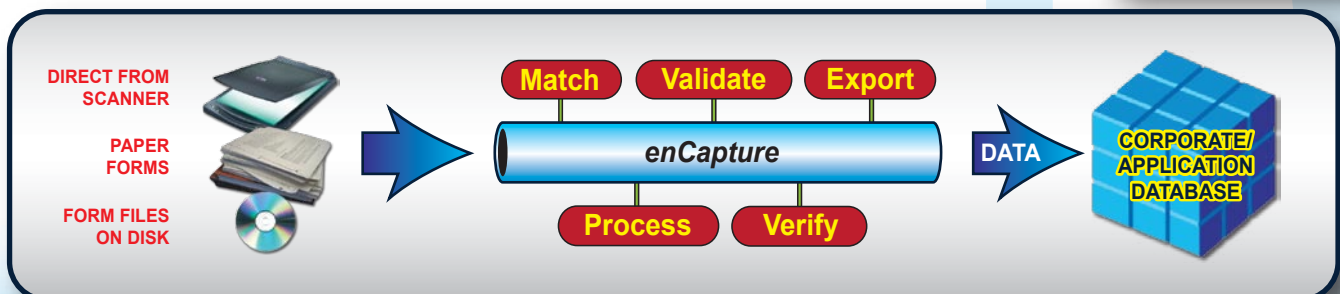 DIRECT FROM
SCANNER
PAPER
FORMS
FORM FILES
ON DISK
Match
Validate
Export
enCapture
Process
Verify
DATA
CORPORATE/
APPLICATION
DATABASE